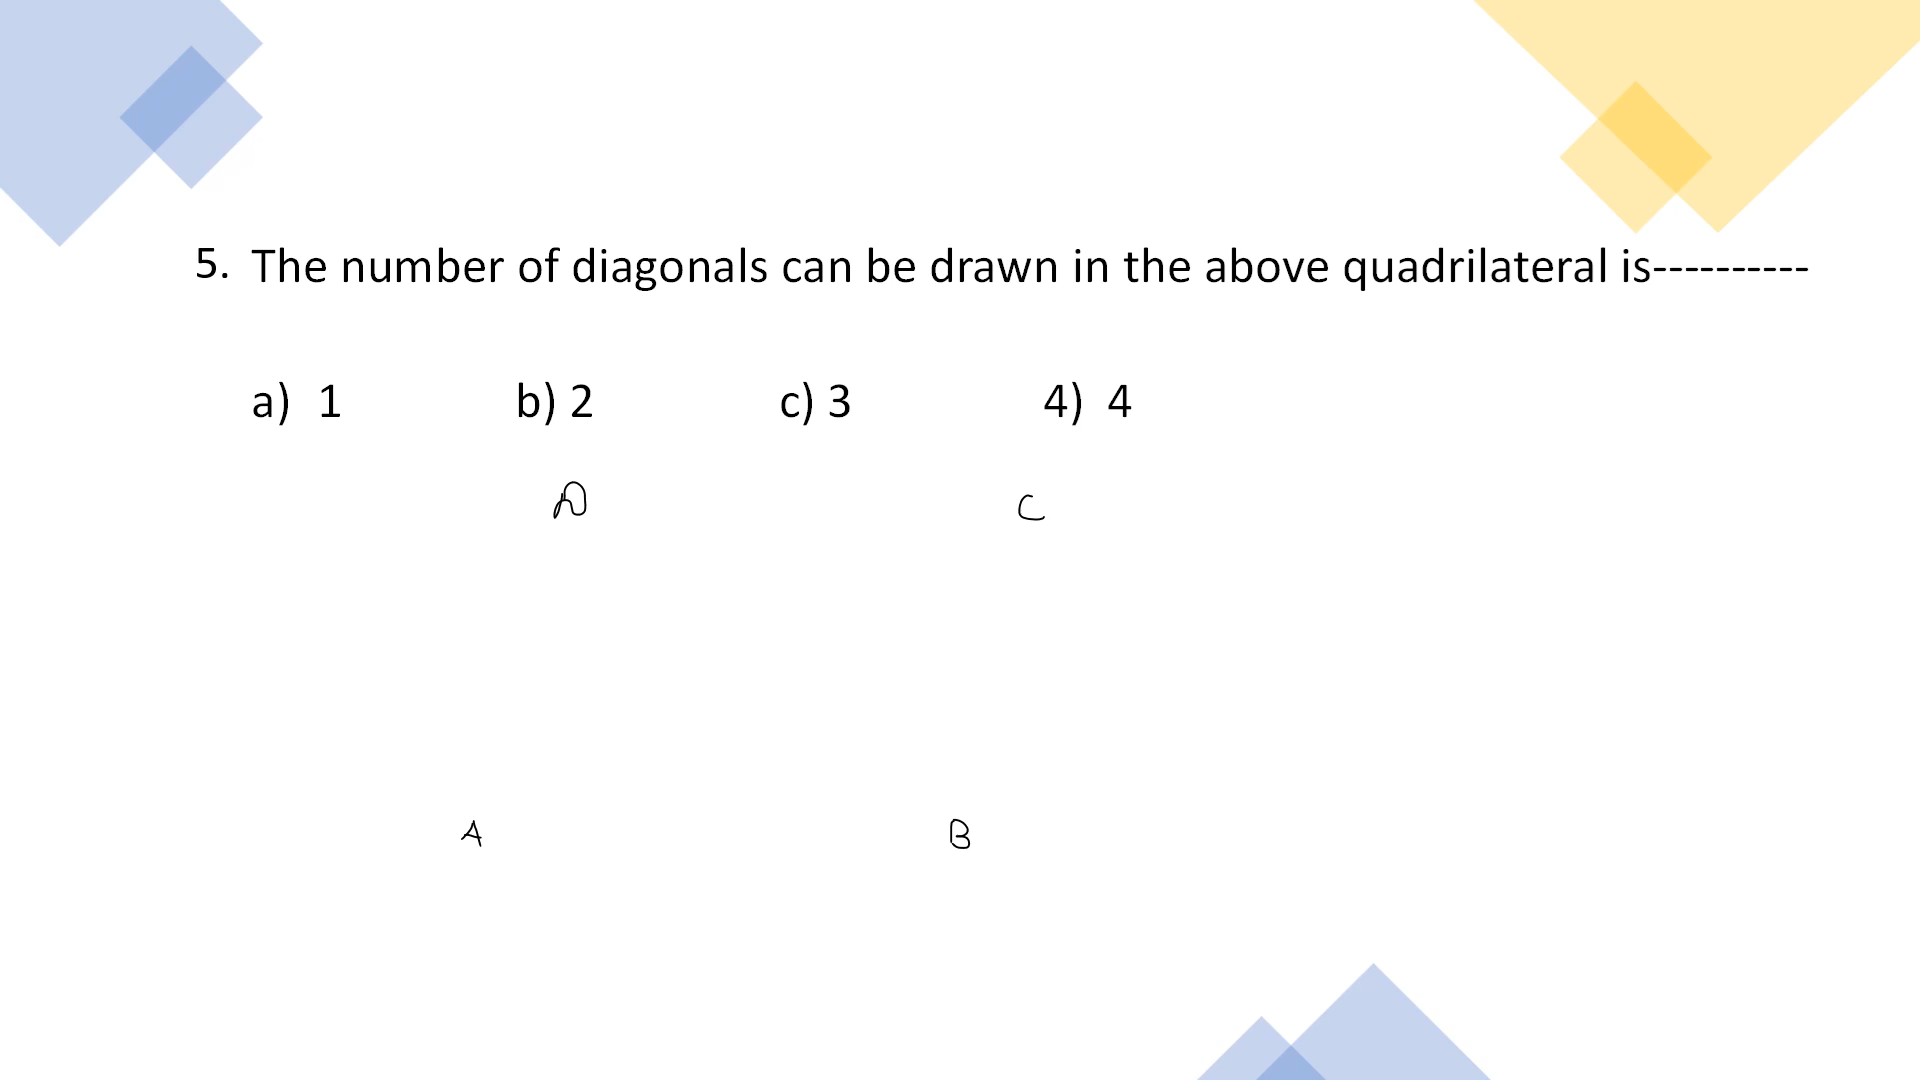 5. The number of diagonals can be drawn in the above quadrilateral is----------
a) 1 b) 2 c) 3 4) 4
D C
A B